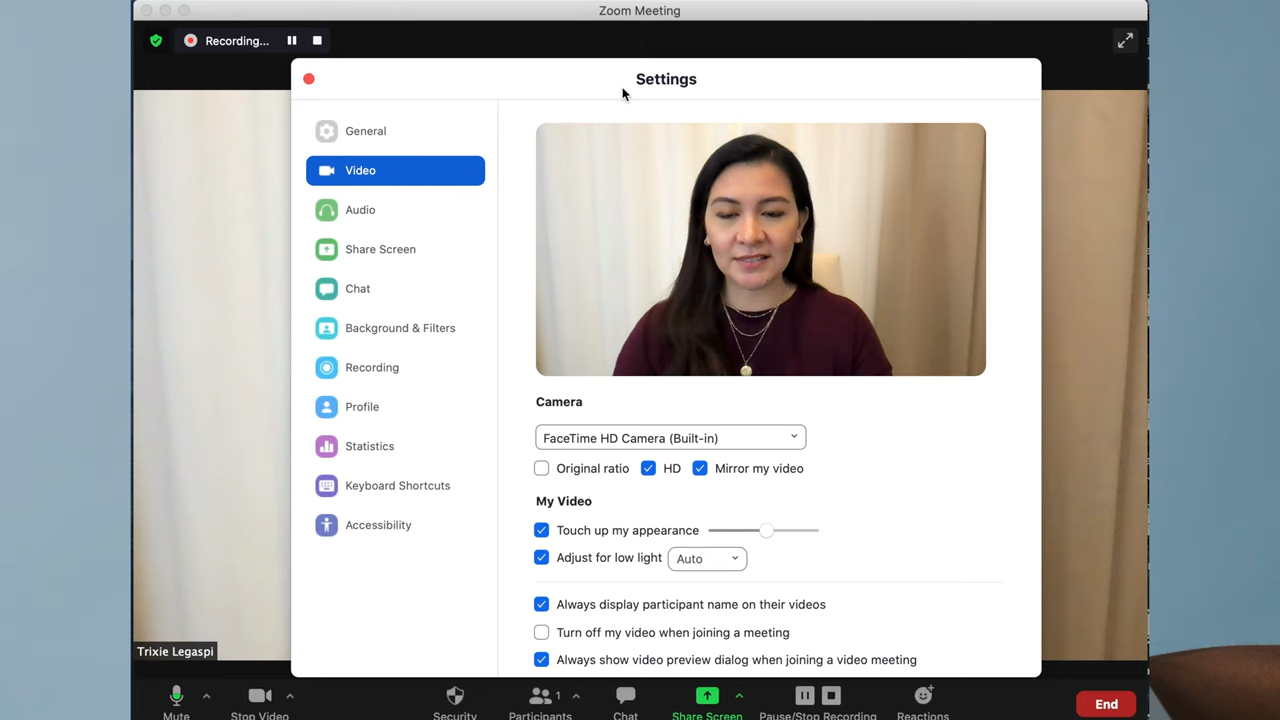 Zoom Meeting
Recording...
Settings
General
Video
Audio
Share Screen
Chat
Background & Filters
Recording
Profile
Statistics
Keyboard Shortcuts
Accessibility
Camera
FaceTime HD Camera (Built-in)
Original ratio HD Mirror my video
My Video
Touch up my appearance
Adjust for low light Auto
Always display participant name on their videos
Turn off my video when joining a meeting
Always show video preview dialog when joining a video meeting
Trixie Legaspi
1
Mute Stop Video Security Participants Chat Share Screen Pause/Stop Recording Reactions End